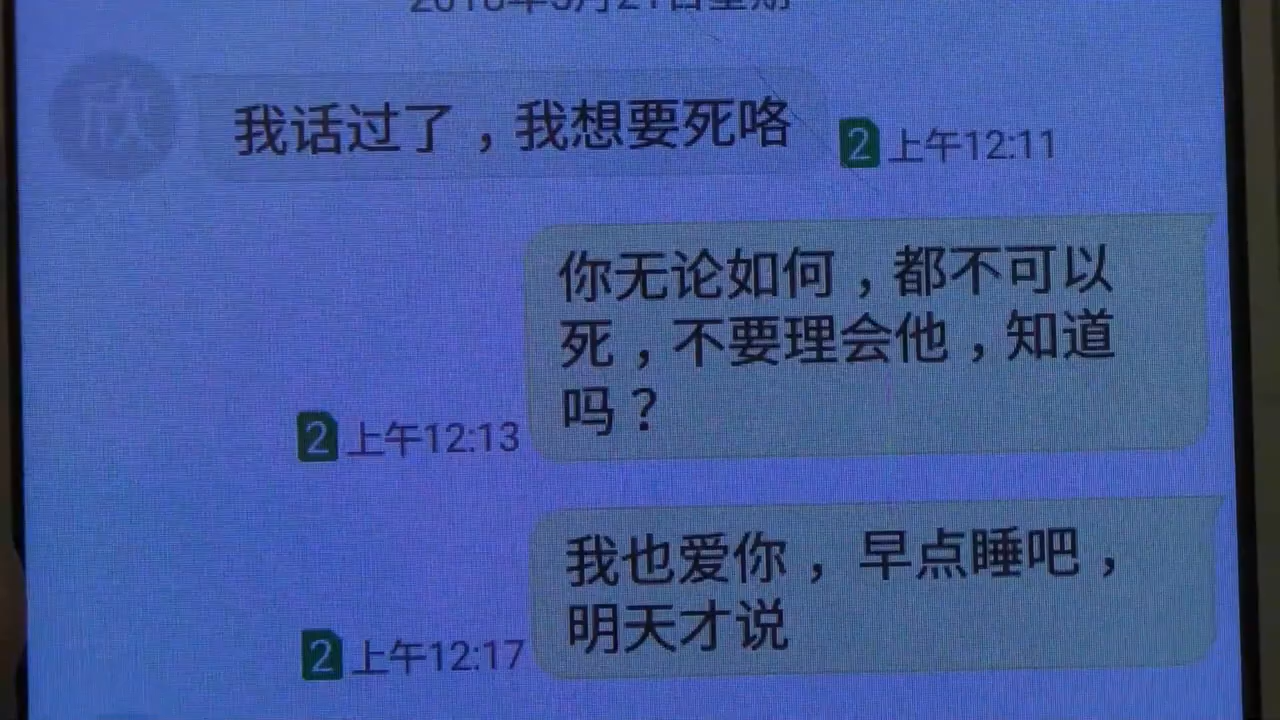 欣
我话过了，我想要死咯
2 上午12:11
你无论如何，都不可以
死，不要理会他，知道
吗？
2 上午12:13
我也爱你，早点睡吧，
明天才说
2 上午12:17